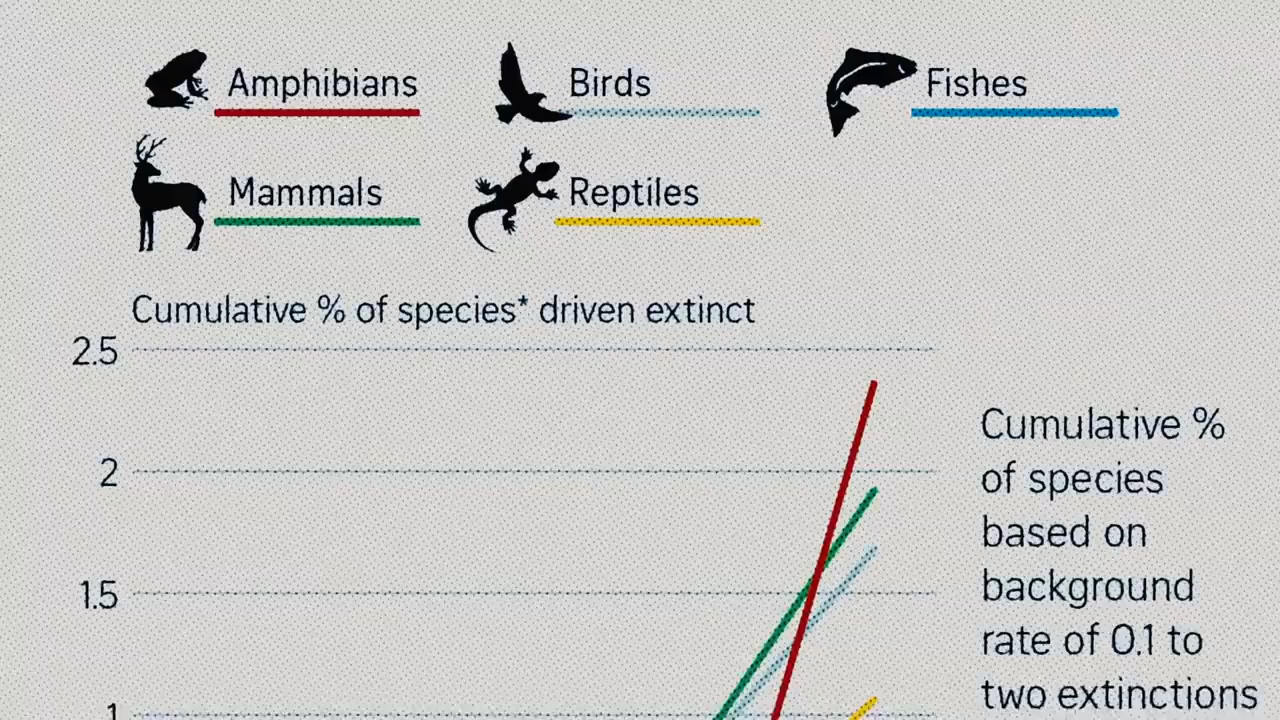 Amphibians
Birds
Fishes
Mammals
Reptiles
Cumulative % of species* driven extinct
2.5
2
1.5
1
Cumulative %
of species
based on
background
rate of 0.1 to
two extinctions